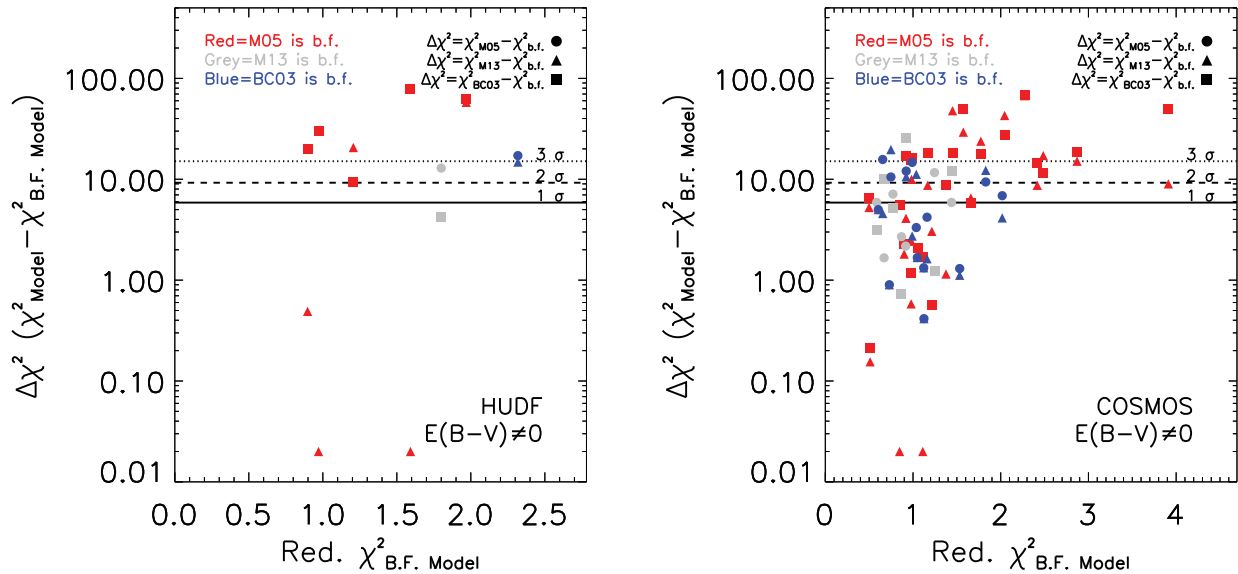 Δχ² (χ²Model−χ²B.F. Model)
100.00
10.00
1.00
0.10
0.01
Red=M05 is b.f.
Grey=M13 is b.f.
Blue=BC03 is b.f.
Δχ²=χ²M05−χ²b.f.
Δχ²=χ²M13−χ²b.f.
Δχ²=χ²BC03−χ²b.f.
3 σ
2 σ
1 σ
HUDF
E(B−V)≠0
0.0 0.5 1.0 1.5 2.0 2.5
Red. χ²B.F. Model
Δχ² (χ²Model−χ²B.F. Model)
100.00
10.00
1.00
0.10
0.01
Red=M05 is b.f.
Grey=M13 is b.f.
Blue=BC03 is b.f.
Δχ²=χ²M05−χ²b.f.
Δχ²=χ²M13−χ²b.f.
Δχ²=χ²BC03−χ²b.f.
3 σ
2 σ
1 σ
COSMOS
E(B−V)≠0
0 1 2 3 4
Red. χ²B.F. Model